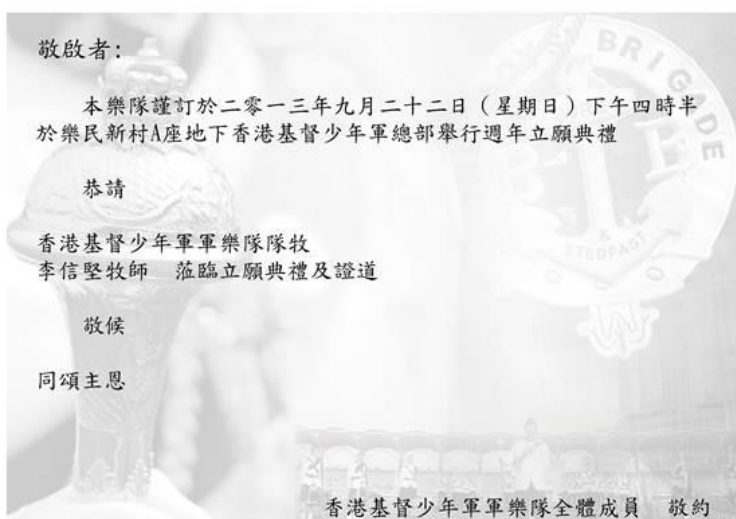 敬啟者：
本樂隊謹訂於二零一三年九月二十二日（星期日）下午四時半
於樂民新村A座地下香港基督少年軍總部舉行週年立願典禮
恭請
香港基督少年軍軍樂隊隊牧
李信堅牧師　蒞臨立願典禮及證道
敬候
同頌主恩
香港基督少年軍軍樂隊全體成員　敬約
BRIGADE
&
STEDFAST